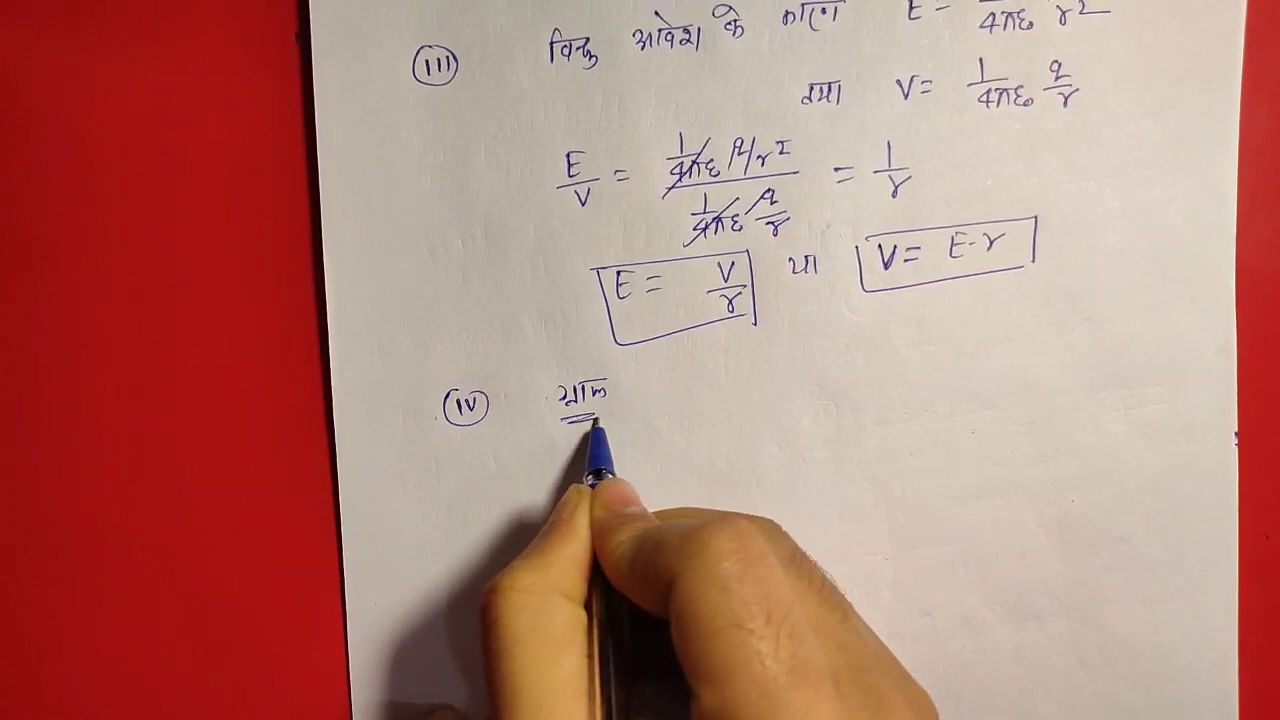 (III) बिन्दु आवेश के कारण E = 1/4πε₀ r²
तथा V = 1/4πε₀ q/r
E/V = (1/4πε₀ q/r²)/(1/4πε₀ q/r) = 1/r
E = V/r या V = E·r
(IV) ग्राफ